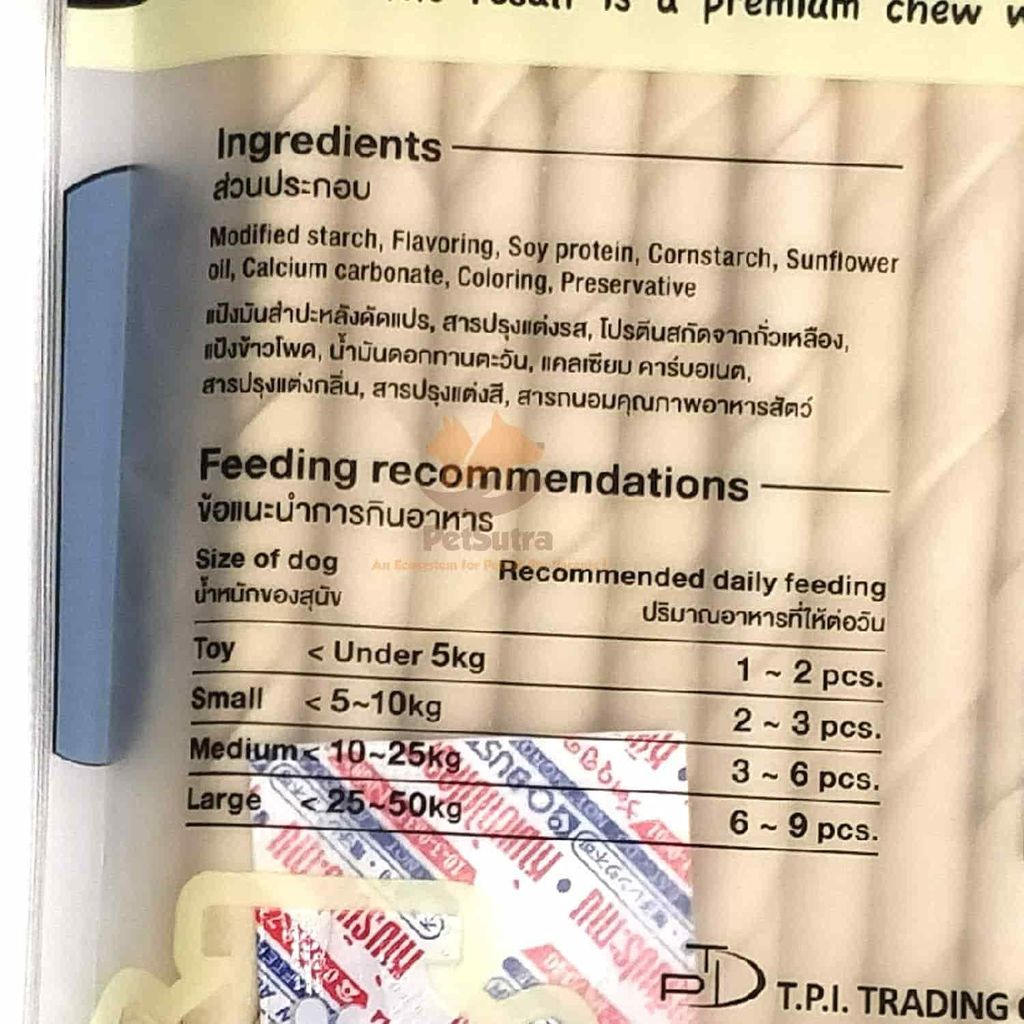 is a premium chew
Ingredients
ส่วนประกอบ
Modified starch, Flavoring, Soy protein, Cornstarch, Sunflower
oil, Calcium carbonate, Coloring, Preservative
แป้งมันสำปะหลังดัดแปร, สารปรุงแต่งรส, โปรตีนสกัดจากถั่วเหลือง,
แป้งข้าวโพด, น้ำมันดอกทานตะวัน, แคลเซียม คาร์บอเนต,
สารปรุงแต่งกลิ่น, สารปรุงแต่งสี, สารถนอมคุณภาพอาหารสัตว์
Feeding recommendations
ข้อแนะนำการกินอาหาร
PetSutra
An Ecosystem for
Size of dog Recommended daily feeding
น้ำหนักของสุนัข ปริมาณอาหารที่ให้ต่อวัน
Toy < Under 5kg 1 ~ 2 pcs.
Small < 5~10kg 2 ~ 3 pcs.
Medium < 10~25kg 3 ~ 6 pcs.
Large < 25~50kg 6 ~ 9 pcs.
T.P.I. TRADING